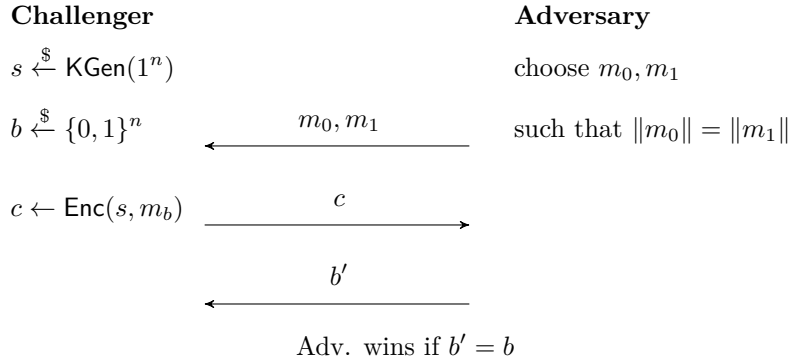 Challenger Adversary
s ←$ KGen(1^n) choose m_0, m_1
b ←$ {0, 1}^n m_0, m_1 such that ‖m_0‖ = ‖m_1‖
c ← Enc(s, m_b) c
b′
Adv. wins if b′ = b